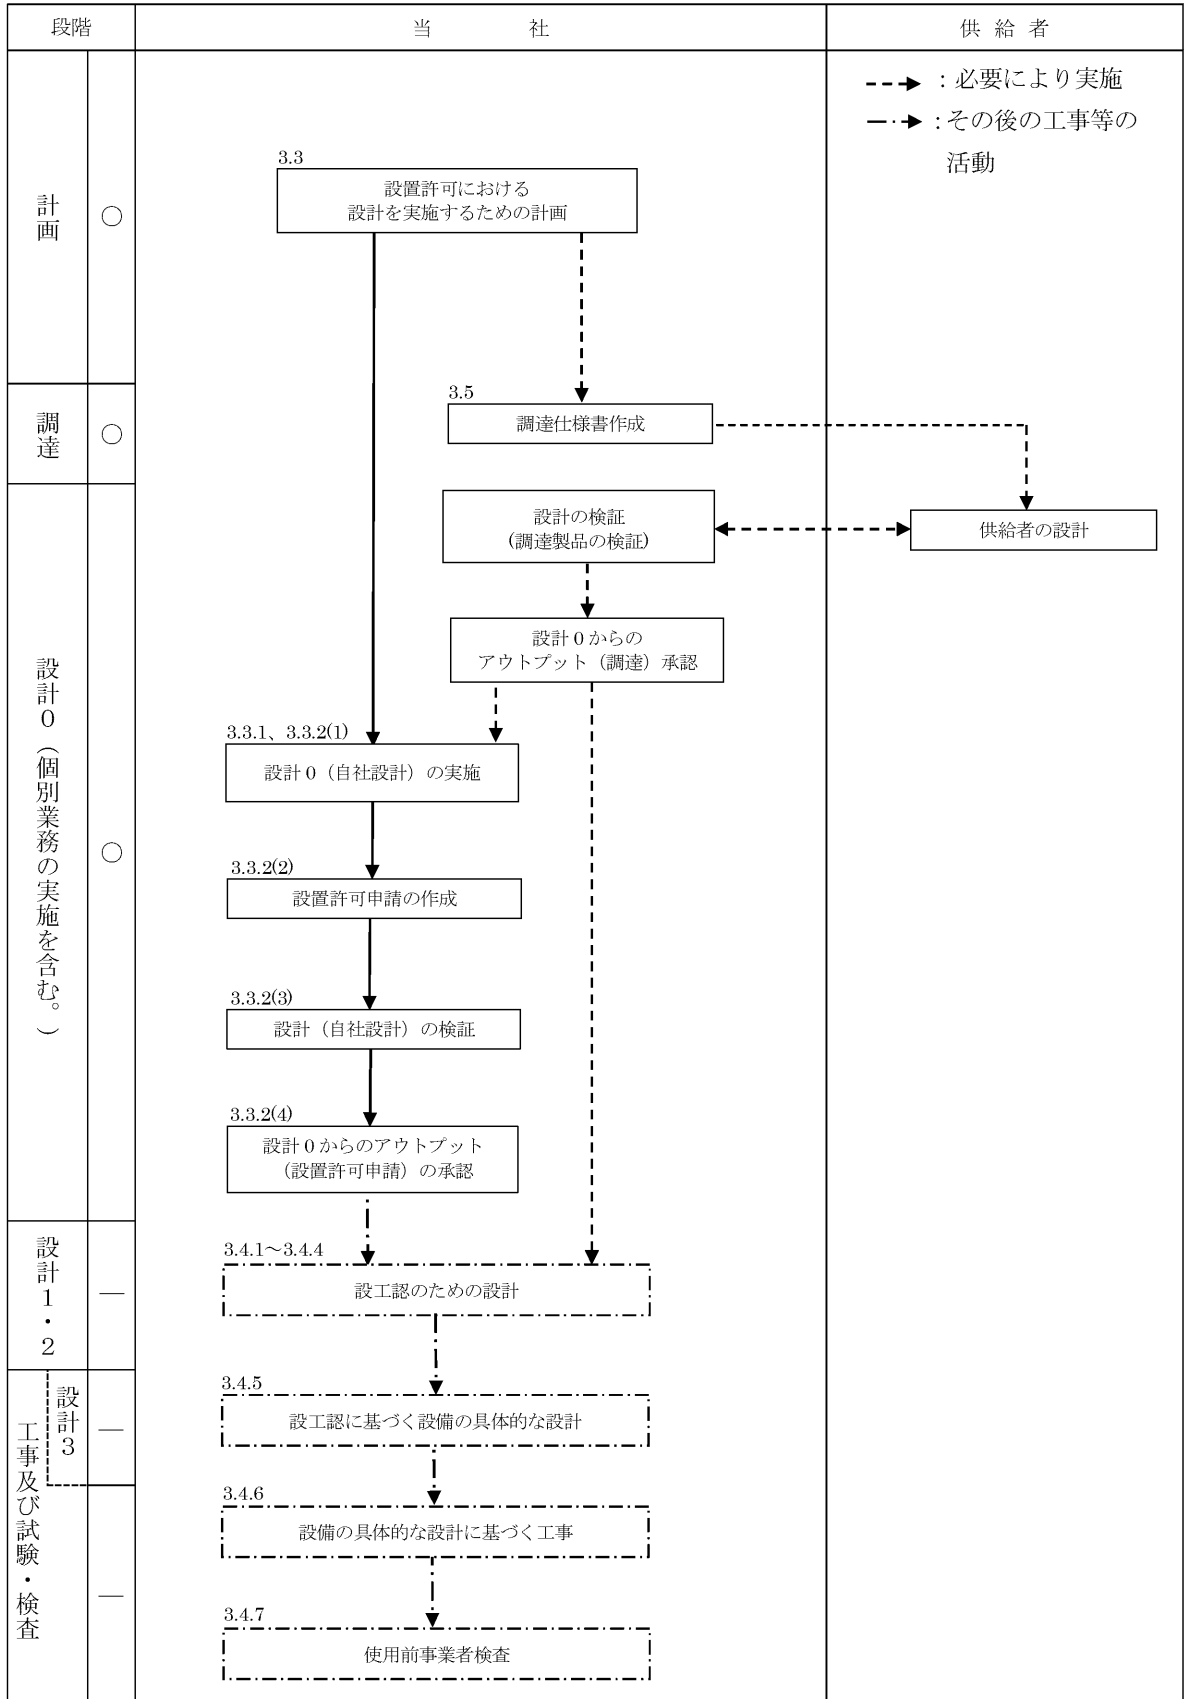 段階
当 社
供 給 者
：必要により実施
：その後の工事等の
活動
計画
○
3.3
設置許可における
設計を実施するための計画
調達
○
3.5
調達仕様書作成
設計０（個別業務の実施を含む。）
○
設計の検証
(調達製品の検証)
供給者の設計
設計０からの
アウトプット（調達）承認
3.3.1、3.3.2(1)
設計０（自社設計）の実施
3.3.2(2)
設置許可申請の作成
3.3.2(3)
設計（自社設計）の検証
3.3.2(4)
設計０からのアウトプット
（設置許可申請）の承認
設計１・２
―
3.4.1～3.4.4
設工認のための設計
工事及び試験・検査
設計３
―
3.4.5
設工認に基づく設備の具体的な設計
3.4.6
設備の具体的な設計に基づく工事
―
3.4.7
使用前事業者検査